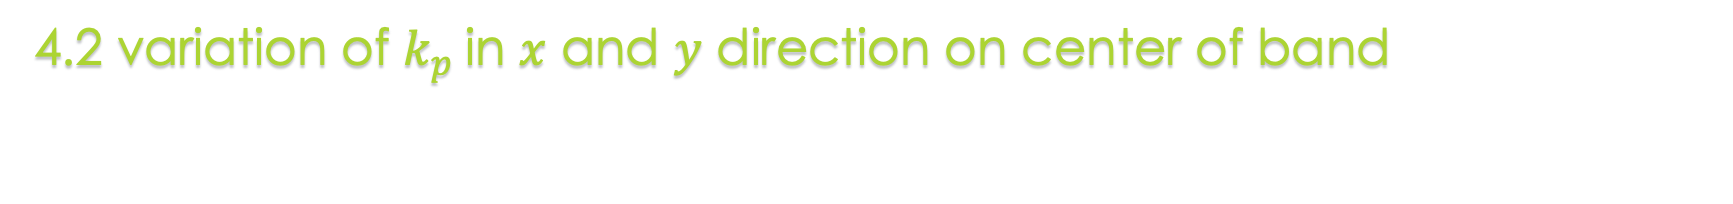 4.2 variation of k_p in x and y direction on center of band